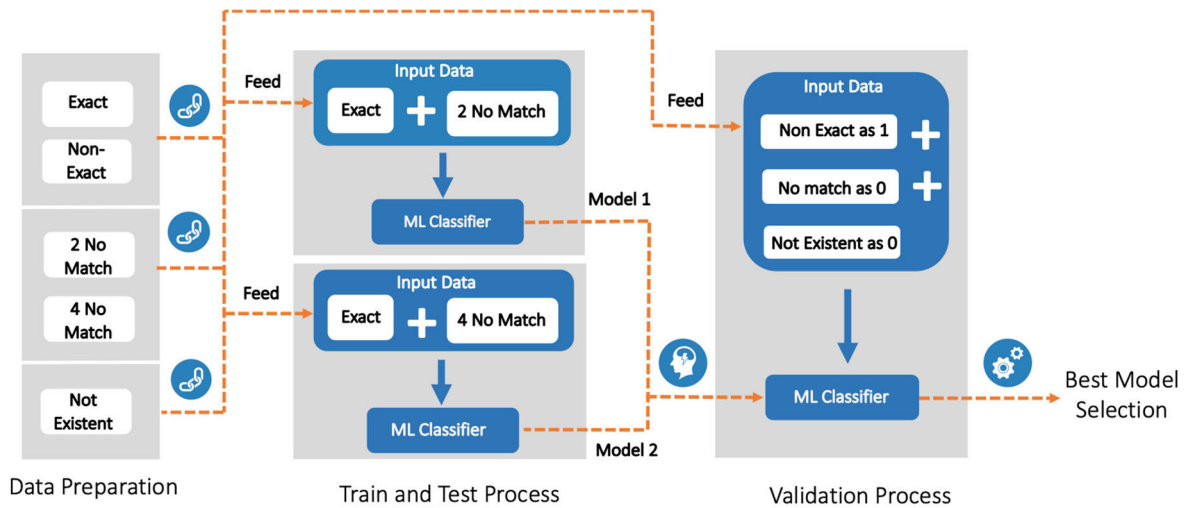 Exact
Non-
Exact
2 No
Match
4 No
Match
Not
Existent
Data Preparation
Feed
Input Data
Exact
2 No Match
ML Classifier
Model 1
Feed
Input Data
Exact
4 No Match
ML Classifier
Model 2
Train and Test Process
Feed
Input Data
Non Exact as 1
No match as 0
Not Existent as 0
ML Classifier
Validation Process
Best Model
Selection